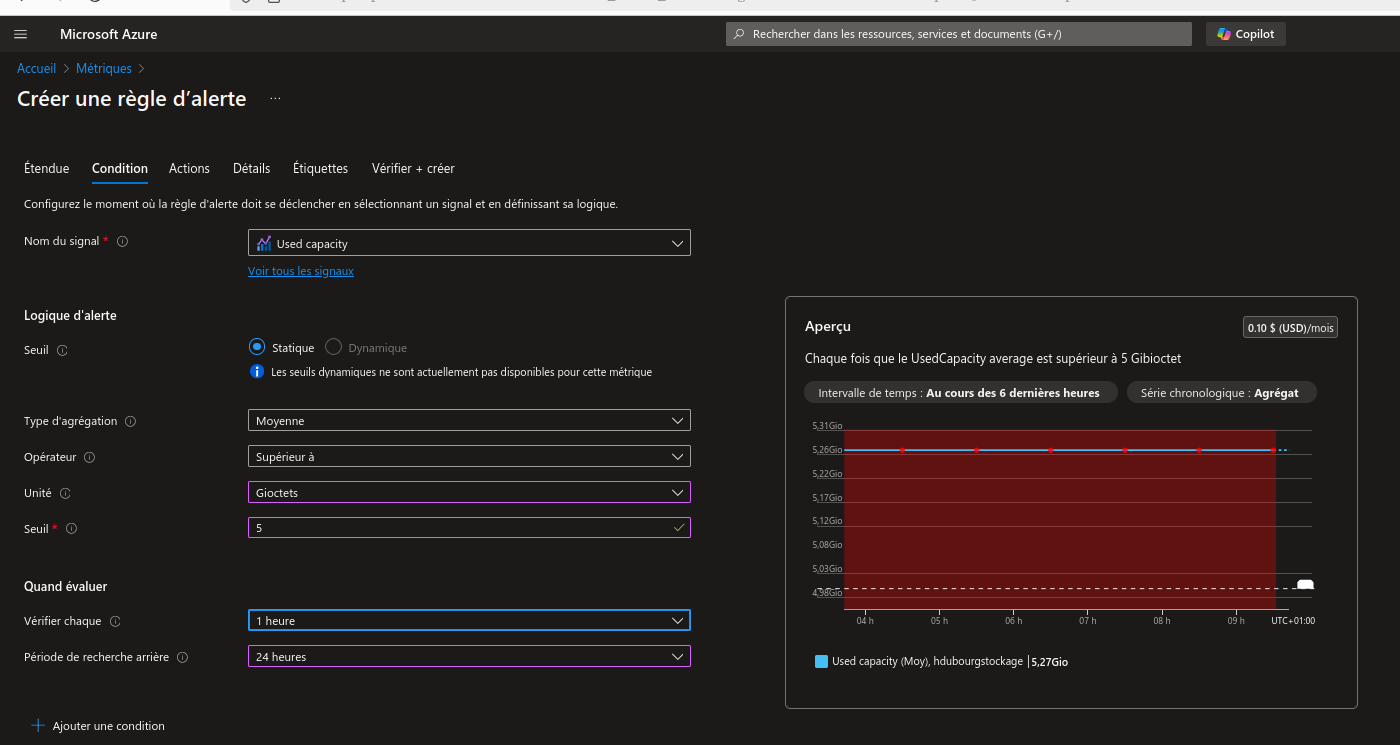 Microsoft Azure
Rechercher dans les ressources, services et documents (G+/)
Copilot
Accueil > Métriques >
Créer une règle d’alerte ...
Étendue Condition Actions Détails Étiquettes Vérifier + créer
Configurez le moment où la règle d'alerte doit se déclencher en sélectionnant un signal et en définissant sa logique.
Nom du signal *
Used capacity
Voir tous les signaux
Logique d'alerte
Seuil
Statique Dynamique
Les seuils dynamiques ne sont actuellement pas disponibles pour cette métrique
Type d'agrégation
Moyenne
Opérateur
Supérieur à
Unité
Gioctets
Seuil *
5
Quand évaluer
Vérifier chaque
1 heure
Période de recherche arrière
24 heures
Ajouter une condition
Aperçu
0.10 $ (USD)/mois
Chaque fois que le UsedCapacity average est supérieur à 5 Gibioctet
Intervalle de temps : Au cours des 6 dernières heures
Série chronologique : Agrégat
5,31Gio
5,26Gio
5,22Gio
5,17Gio
5,12Gio
5,08Gio
5,03Gio
4,98Gio
04 h 05 h 06 h 07 h 08 h 09 h UTC+01:00
Used capacity (Moy), hdubourgstockage | 5,27Gio